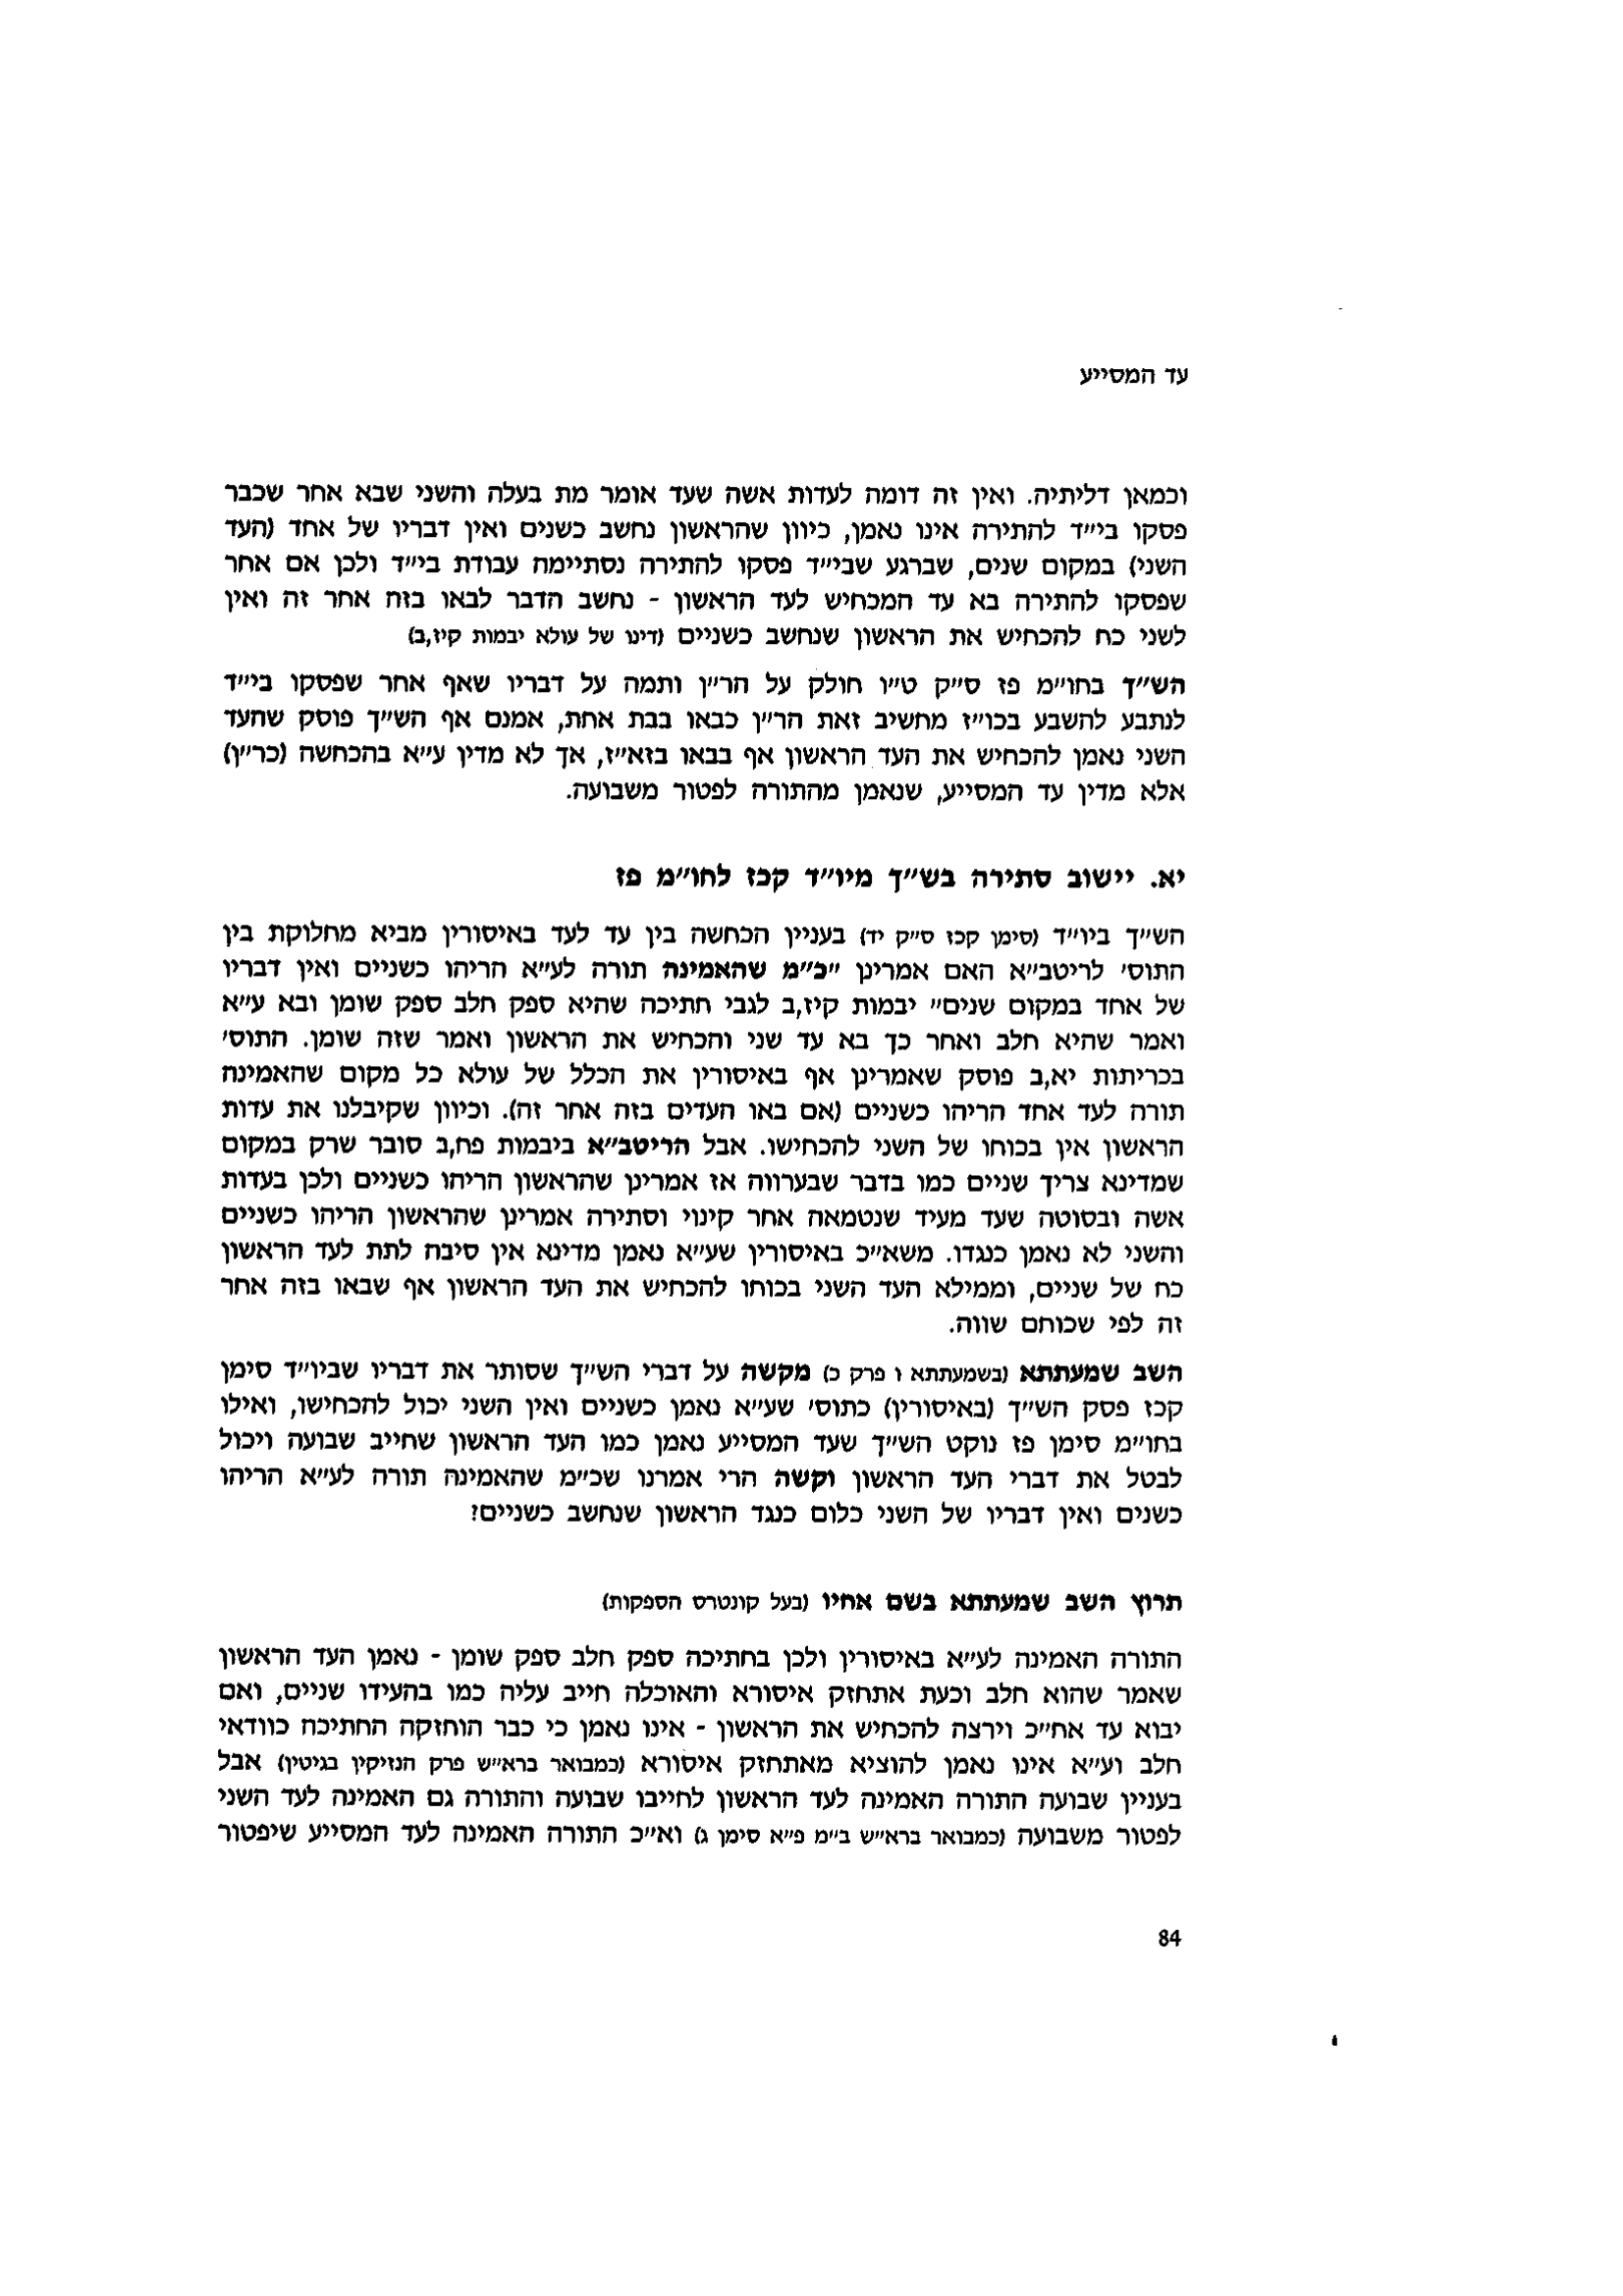 עד המסייע
וכמאן דליתיה. ואין זה דומה לעדות אשה שעד אומר מת בעלה והשני שבא אחר שכבר
פסקו בי״ד להתירה אינו נאמן, כיוון שהראשון נחשב כשנים ואין דבריו של אחד (העד
השני) במקום שנים, שברגע שבי״ד פסקו להתירה נסתיימה עבודת בי״ד ולכן אם אחר
שפסקו להתירה בא עד המכחיש לעד הראשון - נחשב הדבר לבאו בזה אחר זה ואין
לשני כח להכחיש את הראשון שנחשב כשניים (דינו של עולא יבמות קיז,ב)
הש״ך בחו״מ פז ס״ק ט״ו חולק על הר״ן ותמה על דבריו שאף אחר שפסקו בי״ד
לנתבע להשבע בכו״ז מחשיב זאת הר״ן כבאו בבת אחת, אמנם אף הש״ך פוסק שהעד
השני נאמן להכחיש את העד הראשון אף בבאו בזא״ז, אך לא מדין ע״א בהכחשה (כר״ן)
אלא מדין עד המסייע, שנאמן מהתורה לפטור משבועה.
יא. יישוב סתירה בש״ך מיו״ד קכז לחו״מ פז
הש״ך ביו״ד (סימן קכז ס״ק יד) בעניין הכחשה בין עד לעד באיסורין מביא מחלוקת בין
התוס׳ לריטב״א האם אמרינן ״כ״מ שהאמינה תורה לע״א הריהו כשניים ואין דבריו
של אחד במקום שנים״ יבמות קיז,ב לגבי חתיכה שהיא ספק חלב ספק שומן ובא ע״א
ואמר שהיא חלב ואחר כך בא עד שני והכחיש את הראשון ואמר שזה שומן. התוס׳
בכריתות יא,ב פוסק שאמרינן אף באיסורין את הכלל של עולא כל מקום שהאמינה
תורה לעד אחד הריהו כשניים (אם באו העדים בזה אחר זה). וכיוון שקיבלנו את עדות
הראשון אין בכוחו של השני להכחישו. אבל הריטב״א ביבמות פח,ב סובר שרק במקום
שמדינא צריך שניים כמו בדבר שבערווה אז אמרינן שהראשון הריהו כשניים ולכן בעדות
אשה ובסוטה שעד מעיד שנטמאה אחר קינוי וסתירה אמרינן שהראשון הריהו כשניים
והשני לא נאמן כנגדו. משא״כ באיסורין שע״א נאמן מדינא אין סיבה לתת לעד הראשון
כח של שניים, וממילא העד השני בכוחו להכחיש את העד הראשון אף שבאו בזה אחר
זה לפי שכוחם שווה.
השב שמעתתא (בשמעתתא ו פרק כ) מקשה על דברי הש״ך שסותר את דבריו שביו״ד סימן
קכז פסק הש״ך (באיסורין) כתוס׳ שע״א נאמן כשניים ואין השני יכול להכחישו, ואילו
בחו״מ סימן פז נוקט הש״ך שעד המסייע נאמן כמו העד הראשון שחייב שבועה ויכול
לבטל את דברי העד הראשון וקשה הרי אמרנו שכ״מ שהאמינה תורה לע״א הריהו
כשנים ואין דבריו של השני כלום כנגד הראשון שנחשב כשניים?
תרוץ השב שמעתתא בשם אחיו (בעל קונטרס הספקות)
התורה האמינה לע״א באיסורין ולכן בחתיכה ספק חלב ספק שומן - נאמן העד הראשון
שאמר שהוא חלב וכעת אתחזק איסורא והאוכלה חייב עליה כמו בהעידו שניים, ואם
יבוא עד אח״כ וירצה להכחיש את הראשון - אינו נאמן כי כבר הוחזקה החתיכה כוודאי
חלב וע״א אינו נאמן להוציא מאתחזק איסורא (כמבואר ברא״ש פרק הנזיקין בגיטין) אבל
בעניין שבועה התורה האמינה לעד הראשון לחייבו שבועה והתורה גם האמינה לעד השני
לפטור משבועה (כמבואר ברא״ש ב״מ פ״א סימן ג) וא״כ התורה האמינה לעד המסייע שיפטור
84